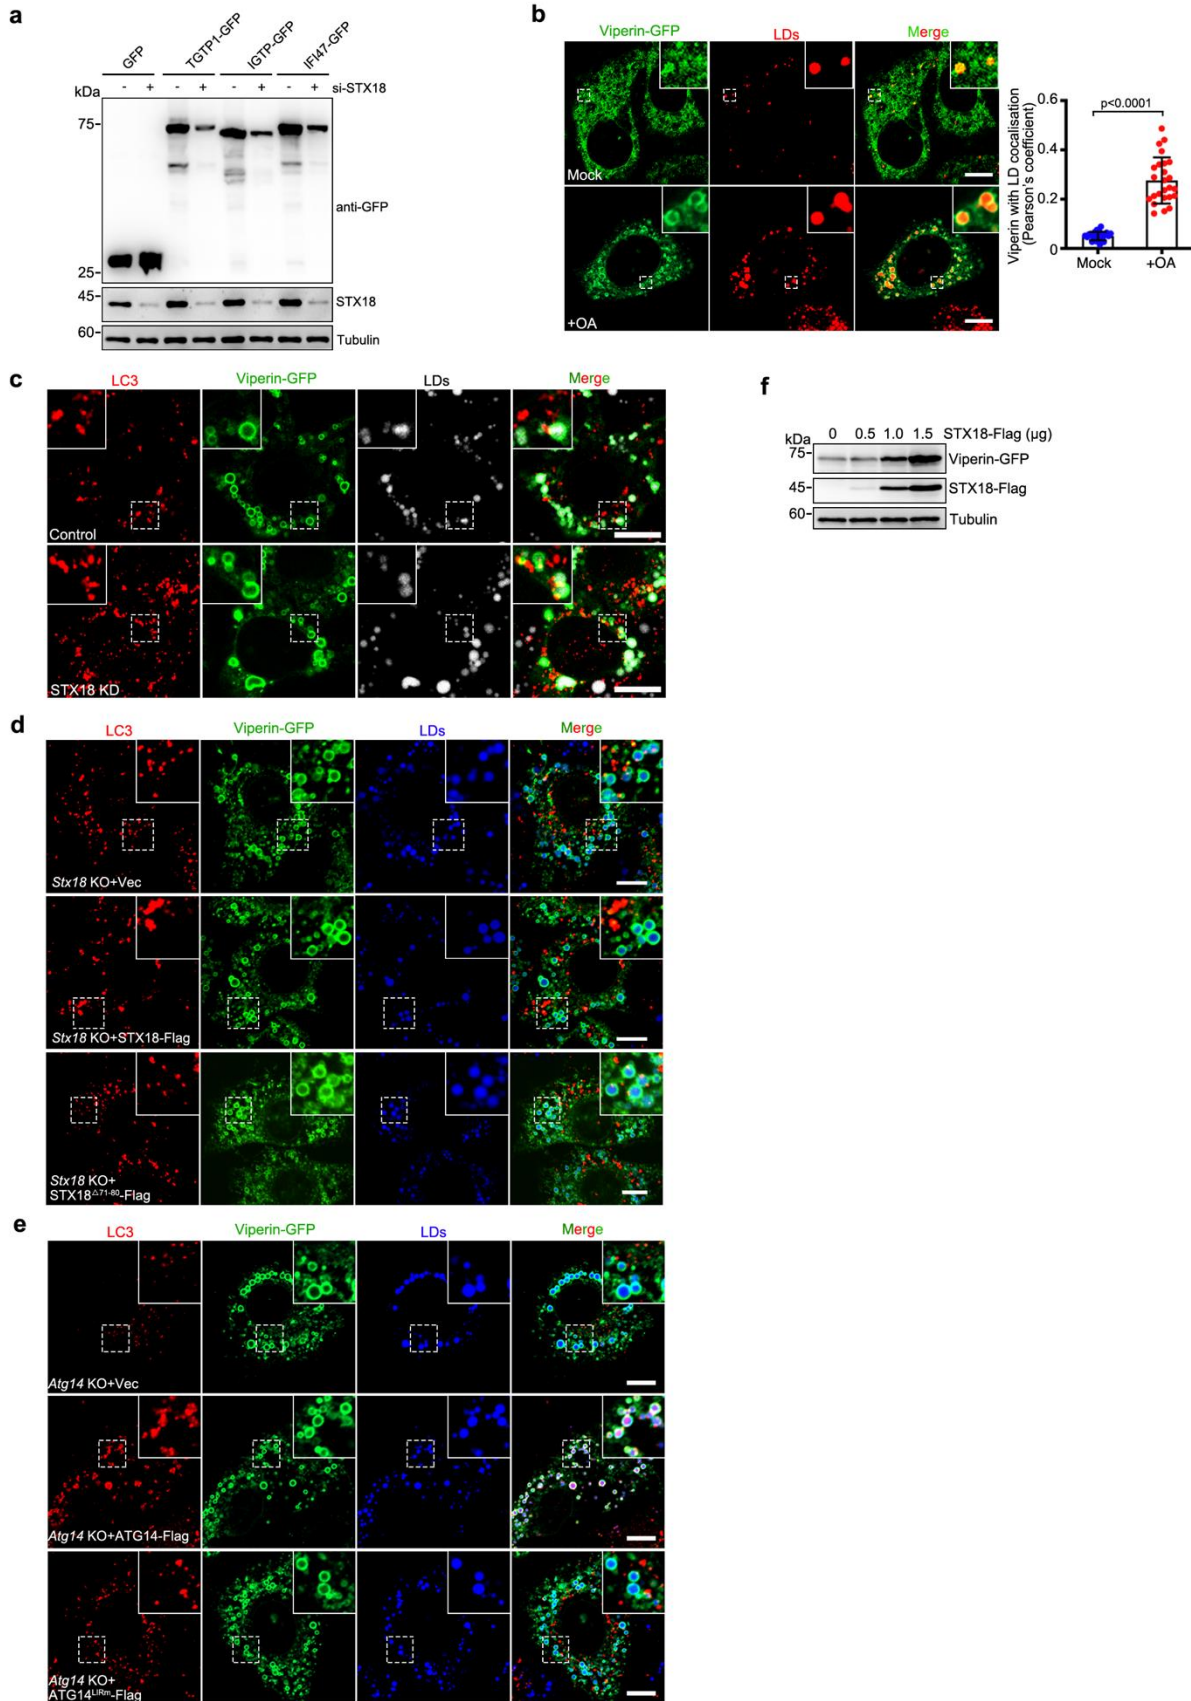 a
GFP TGTP1-GFP IGTP-GFP IFI47-GFP
kDa - + - + - + - + si-STX18
75-
anti-GFP
25-
45- STX18
60- Tubulin
b
Viperin-GFP LDs Merge
Mock
+OA
Viperin with LD cocalisation
(Pearson's coefficient)
0.6
0.4
0.2
0
p<0.0001
Mock +OA
c
LC3 Viperin-GFP LDs Merge
Control
STX18 KD
f
kDa 0 0.5 1.0 1.5 STX18-Flag (μg)
75- Viperin-GFP
45- STX18-Flag
60- Tubulin
d
LC3 Viperin-GFP LDs Merge
Stx18 KO+Vec
Stx18 KO+STX18-Flag
Stx18 KO+
STX18△71-80-Flag
e
LC3 Viperin-GFP LDs Merge
Atg14 KO+Vec
Atg14 KO+ATG14-Flag
Atg14 KO+
ATG14LIRm-Flag